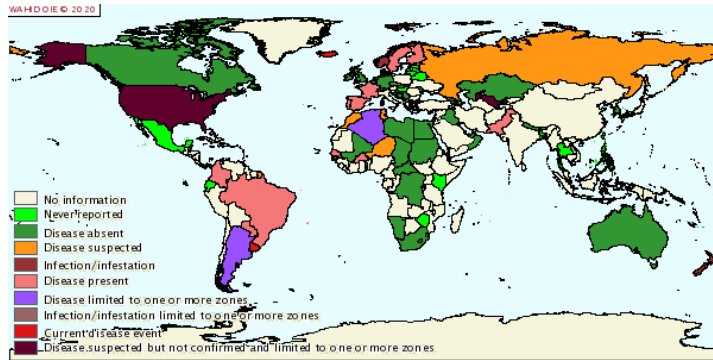 WAHID OIE © 2020
No information
Never reported
Disease absent
Disease suspected
Infection/infestation
Disease present
Disease limited to one or more zones
Infection/infestation limited to one or more zones
Current disease event
Disease suspected but not confirmed and limited to one or more zones